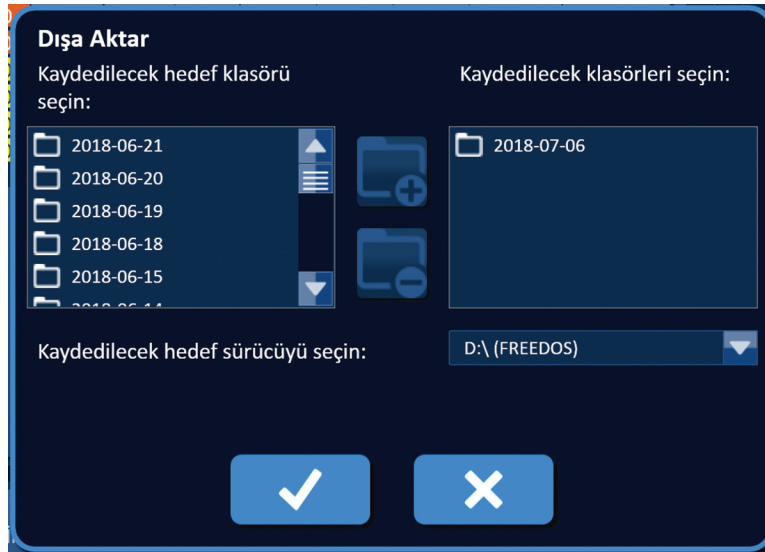 Dışa Aktar
Kaydedilecek hedef klasörü
seçin:
Kaydedilecek klasörleri seçin:
2018-06-21
2018-06-20
2018-06-19
2018-06-18
2018-06-15
2018-07-06
Kaydedilecek hedef sürücüyü seçin:
D:\ (FREEDOS)